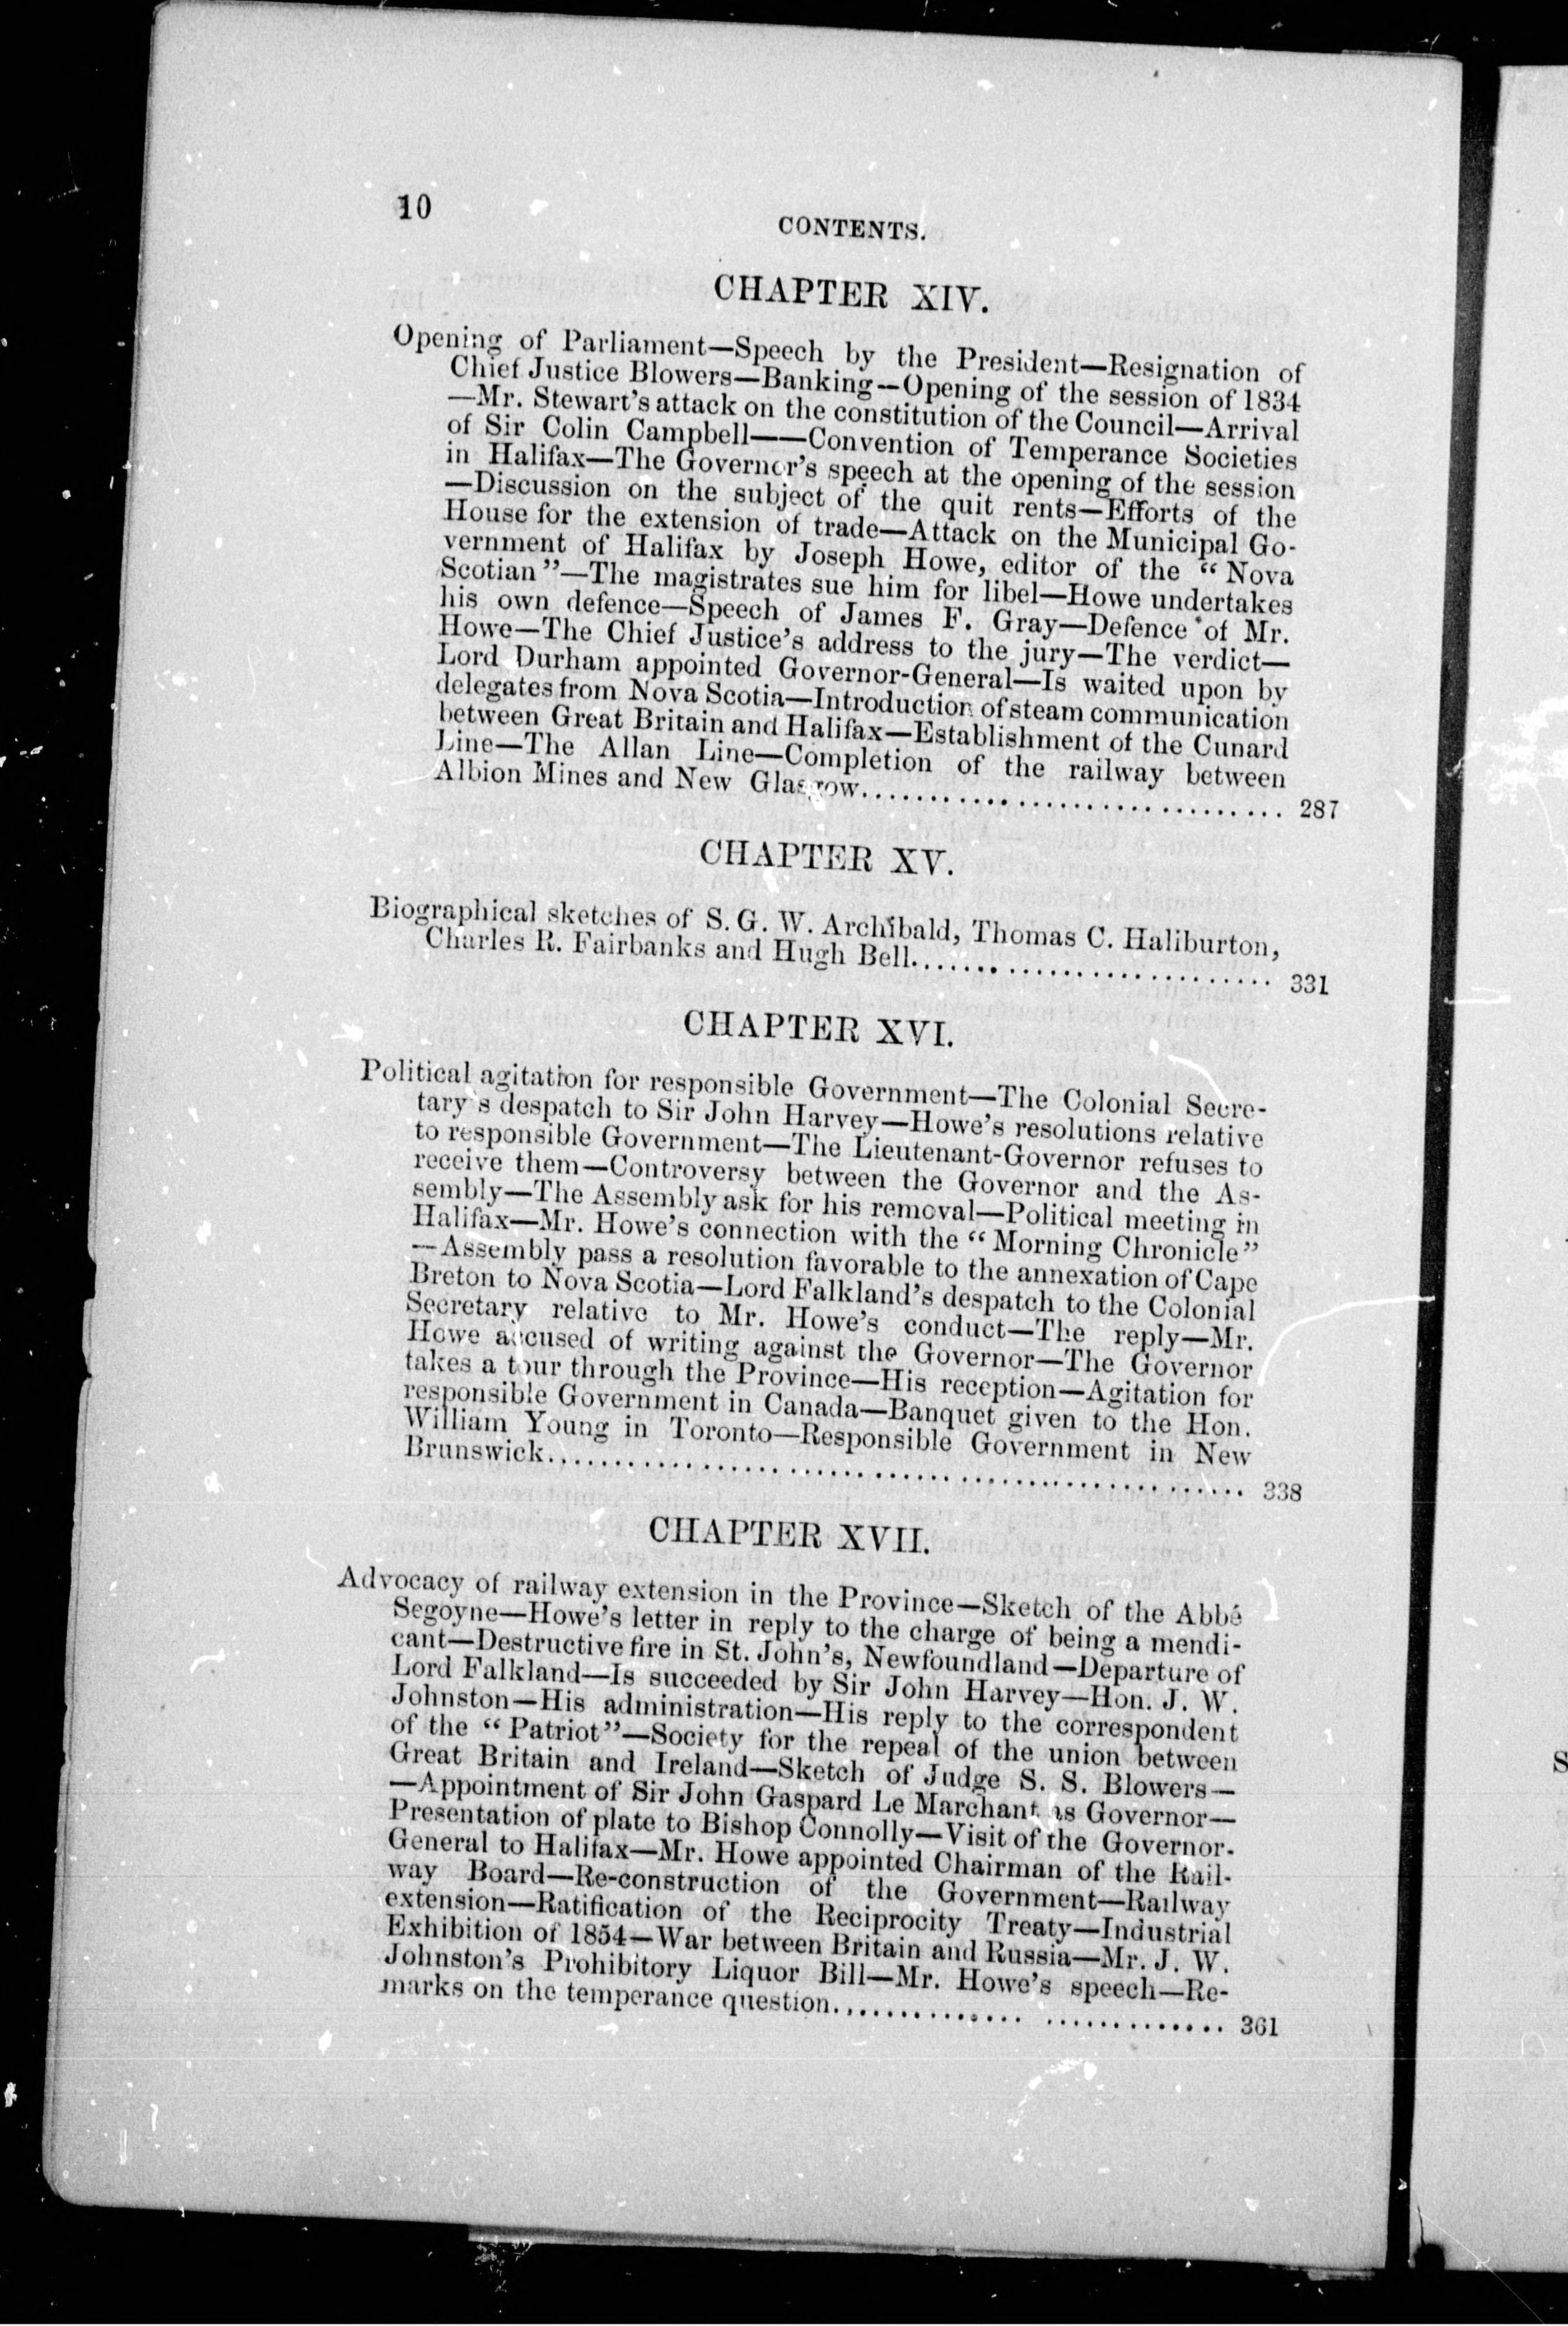 10
CONTENTS.
CHAPTER XIV.
Opening of Parliament—Speech by the President—Resignation of
Chief Justice Blowers—Banking—Opening of the session of 1834
—Mr. Stewart's attack on the constitution of the Council—Arrival
of Sir Colin Campbell——Convention of Temperance Societies
in Halifax—The Governor's speech at the opening of the session
—Discussion on the subject of the quit rents—Efforts of the
House for the extension of trade—Attack on the Municipal Go-
vernment of Halifax by Joseph Howe, editor of the “Nova
Scotian”—The magistrates sue him for libel—Howe undertakes
his own defence—Speech of James F. Gray—Defence of Mr.
Howe—The Chief Justice's address to the jury—The verdict—
Lord Durham appointed Governor-General—Is waited upon by
delegates from Nova Scotia—Introduction of steam communication
between Great Britain and Halifax—Establishment of the Cunard
Line—The Allan Line—Completion of the railway between
Albion Mines and New Glasgow.................................. 287
CHAPTER XV.
Biographical sketches of S. G. W. Archibald, Thomas C. Haliburton,
Charles R. Fairbanks and Hugh Bell............................ 331
CHAPTER XVI.
Political agitation for responsible Government—The Colonial Secre-
tary's despatch to Sir John Harvey—Howe's resolutions relative
to responsible Government—The Lieutenant-Governor refuses to
receive them—Controversy between the Governor and the As-
sembly—The Assembly ask for his removal—Political meeting in
Halifax—Mr. Howe's connection with the “Morning Chronicle”
—Assembly pass a resolution favorable to the annexation of Cape
Breton to Nova Scotia—Lord Falkland's despatch to the Colonial
Secretary relative to Mr. Howe's conduct—The reply—Mr.
Howe accused of writing against the Governor—The Governor
takes a tour through the Province—His reception—Agitation for
responsible Government in Canada—Banquet given to the Hon.
William Young in Toronto—Responsible Government in New
Brunswick...................................................... 338
CHAPTER XVII.
Advocacy of railway extension in the Province—Sketch of the Abbé
Segoyne—Howe's letter in reply to the charge of being a mendi-
cant—Destructive fire in St. John's, Newfoundland—Departure of
Lord Falkland—Is succeeded by Sir John Harvey—Hon. J. W.
Johnston—His administration—His reply to the correspondent
of the “Patriot”—Society for the repeal of the union between
Great Britain and Ireland—Sketch of Judge S. S. Blowers—
—Appointment of Sir John Gaspard Le Marchant as Governor—
Presentation of plate to Bishop Connolly—Visit of the Governor-
General to Halifax—Mr. Howe appointed Chairman of the Rail-
way Board—Re-construction of the Government—Railway
extension—Ratification of the Reciprocity Treaty—Industrial
Exhibition of 1854—War between Britain and Russia—Mr. J. W.
Johnston's Prohibitory Liquor Bill—Mr. Howe's speech—Re-
marks on the temperance question.............. ............. 361
S